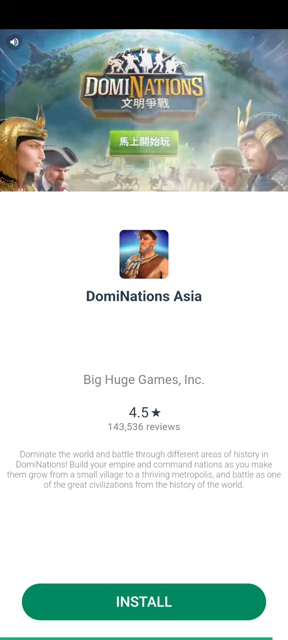 DOMINATIONS
文明爭戰
馬上開始玩
DomiNations Asia
Big Huge Games, Inc.
4.5★
143,536 reviews
Dominate the world and battle through different areas of history in
DomiNations! Build your empire and command nations as you make
them grow from a small village to a thriving metropolis, and battle as one
of the great civilizations from the history of the world.
INSTALL